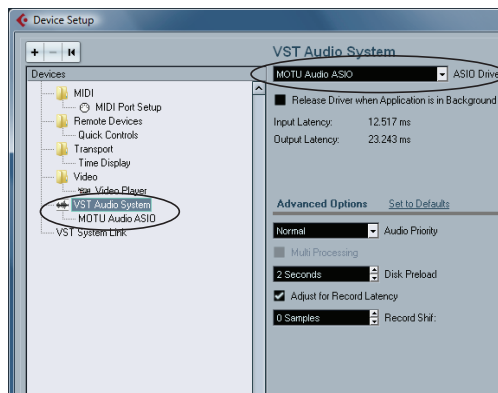 Device Setup
+ - |◄
Devices
MIDI
MIDI Port Setup
Remote Devices
Quick Controls
Transport
Time Display
Video
Video Player
VST Audio System
MOTU Audio ASIO
VST System Link
VST Audio System
MOTU Audio ASIO
ASIO Drive
Release Driver when Application is in Background
Input Latency: 12.517 ms
Output Latency: 23.243 ms
Advanced Options Set to Defaults
Normal Audio Priority
Multi Processing
2 Seconds Disk Preload
Adjust for Record Latency
0 Samples Record Shif: